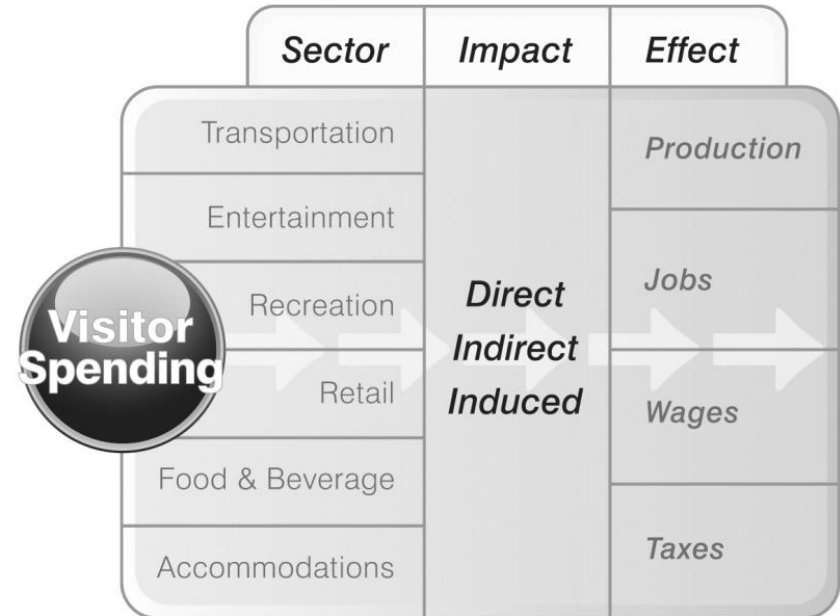 Sector
Impact
Effect
Transportation
Entertainment
Recreation
Retail
Food & Beverage
Accommodations
Visitor
Spending
Direct
Indirect
Induced
Production
Jobs
Wages
Taxes